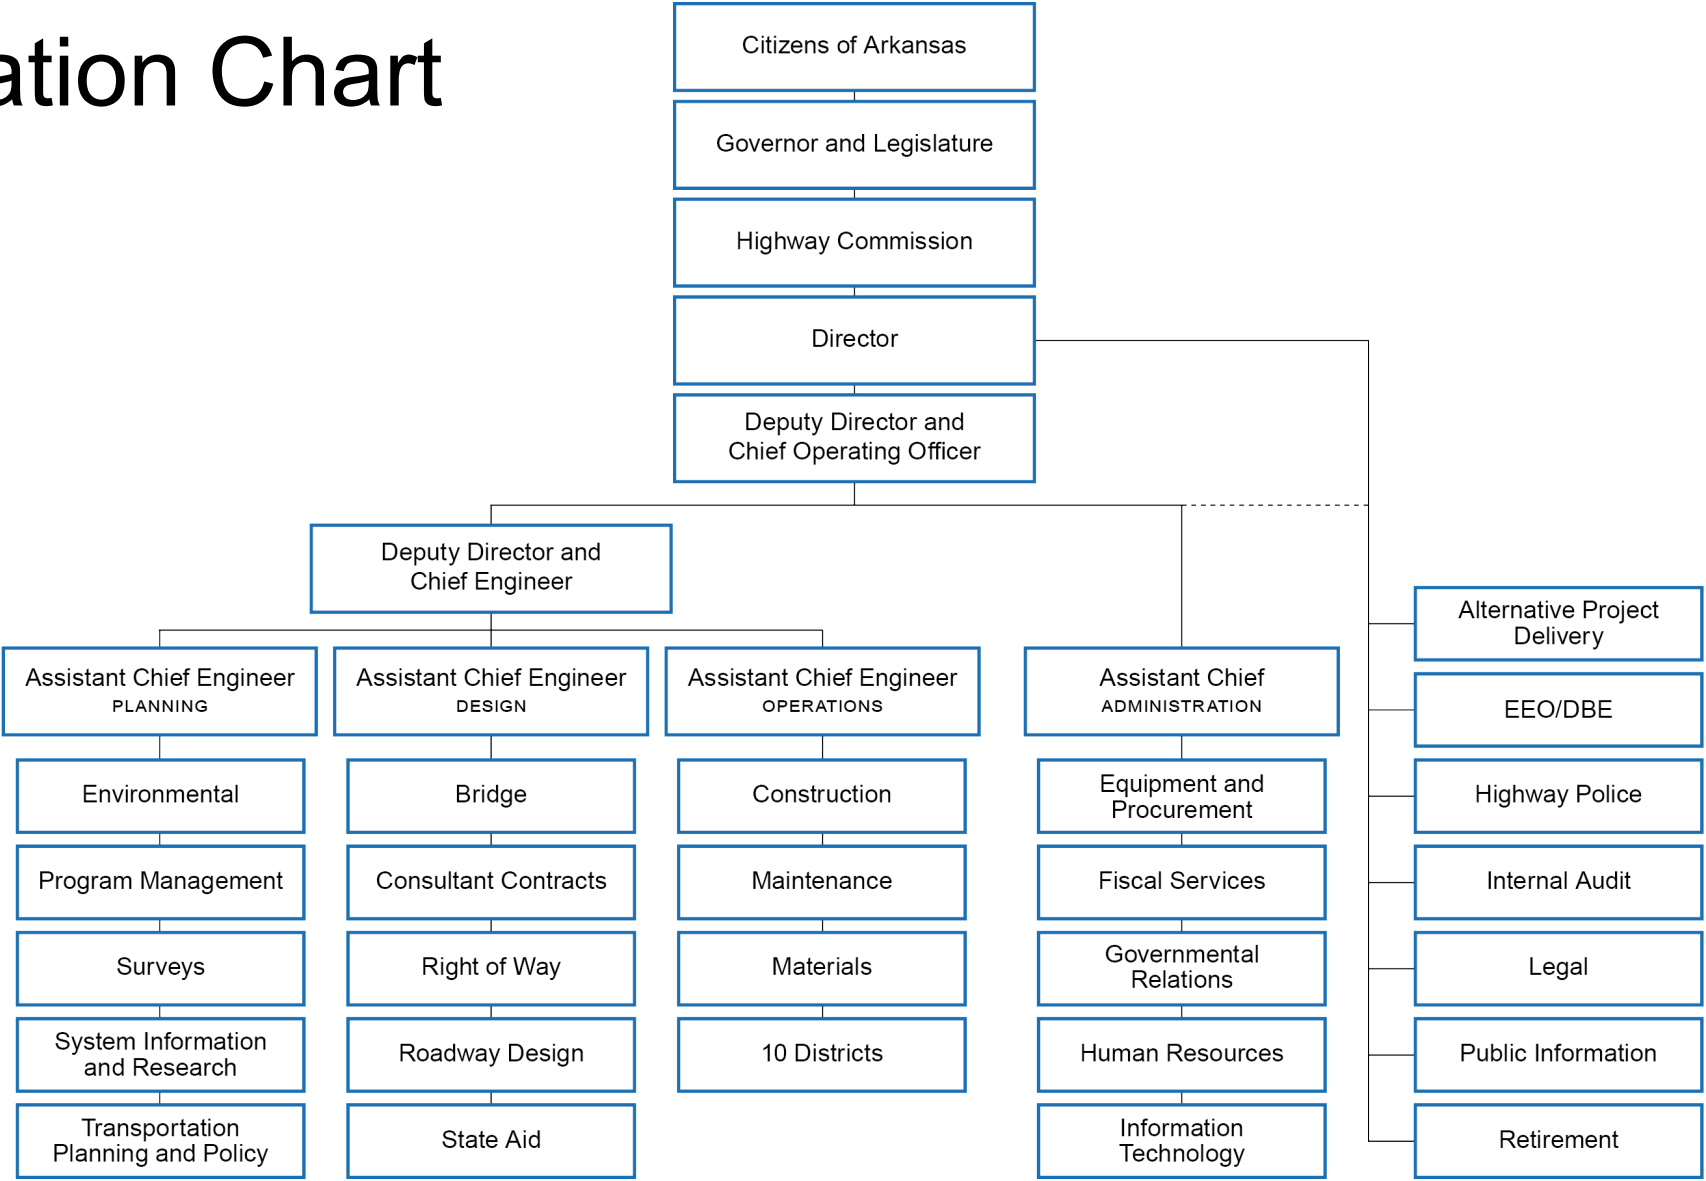 ation Chart
Citizens of Arkansas
Governor and Legislature
Highway Commission
Director
Deputy Director and
Chief Operating Officer
Deputy Director and
Chief Engineer
Assistant Chief Engineer
PLANNING
Environmental
Program Management
Surveys
System Information
and Research
Transportation
Planning and Policy
Assistant Chief Engineer
DESIGN
Bridge
Consultant Contracts
Right of Way
Roadway Design
State Aid
Assistant Chief Engineer
OPERATIONS
Construction
Maintenance
Materials
10 Districts
Assistant Chief
ADMINISTRATION
Equipment and
Procurement
Fiscal Services
Governmental
Relations
Human Resources
Information
Technology
Alternative Project
Delivery
EEO/DBE
Highway Police
Internal Audit
Legal
Public Information
Retirement